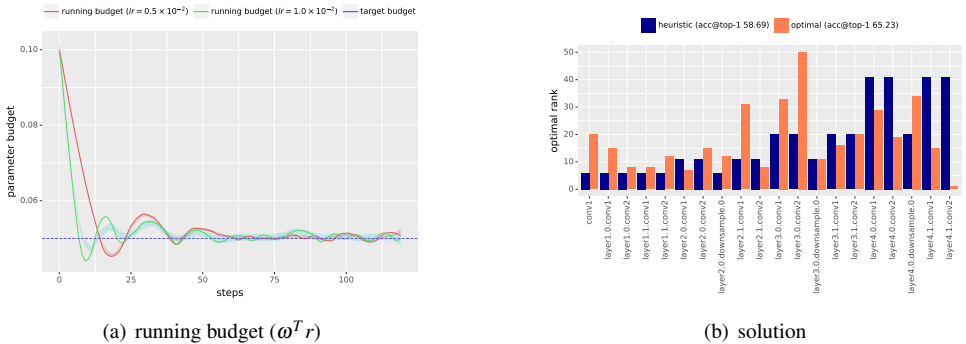 running budget (lr = 0.5 × 10⁻²) running budget (lr = 1.0 × 10⁻²) target budget
0.10
0.08
0.06
parameter budget
0 25 50 75 100
steps
(a) running budget (ωᵀ r)
heuristic (acc@top-1 58.69) optimal (acc@top-1 65.23)
50
40
30
20
10
0
optimal rank
conv1
layer1.0.conv1
layer1.0.conv2
layer1.1.conv1
layer1.1.conv2
layer2.0.conv1
layer2.0.conv2
layer2.0.downsample.0
layer2.1.conv1
layer2.1.conv2
layer3.0.conv1
layer3.0.conv2
layer3.0.downsample.0
layer3.1.conv1
layer3.1.conv2
layer4.0.conv1
layer4.0.conv2
layer4.0.downsample.0
layer4.1.conv1
layer4.1.conv2
(b) solution